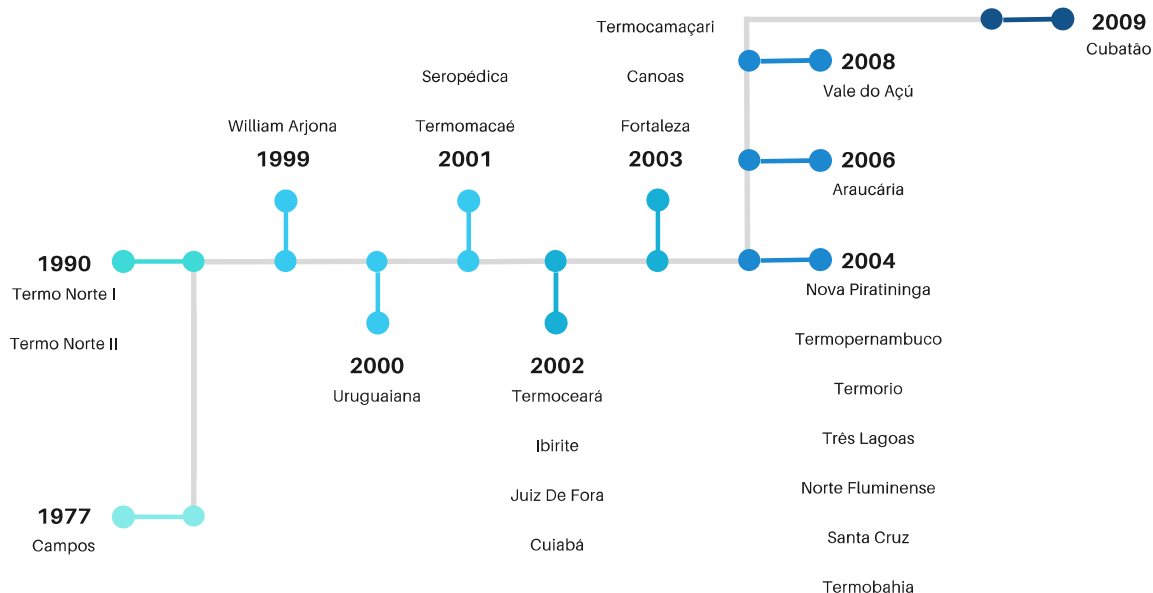 1977
Campos
1990
Termo Norte I
Termo Norte II
William Arjona
1999
2000
Uruguaiana
Seropédica
Termomacaé
2001
2002
Termoceará
Ibirite
Juiz De Fora
Cuiabá
Termocamaçari
Canoas
Fortaleza
2003
2004
Nova Piratininga
Termopernambuco
Termorio
Três Lagoas
Norte Fluminense
Santa Cruz
Termobahia
2006
Araucária
2008
Vale do Açú
2009
Cubatão